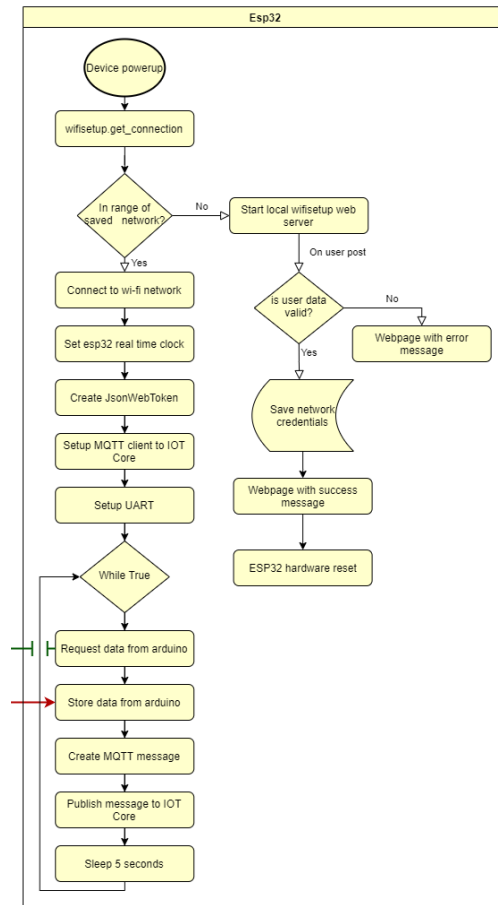 Esp32
Device powerup
wifisetup.get_connection
In range of
saved network?
No
Start local wifisetup web
server
Yes
On user post
Connect to wi-fi network
is user data
valid?
No
Webpage with error
message
Set esp32 real time clock
Yes
Create JsonWebToken
Save network
credentials
Setup MQTT client to IOT
Core
Webpage with success
message
Setup UART
ESP32 hardware reset
While True
Request data from arduino
Store data from arduino
Create MQTT message
Publish message to IOT
Core
Sleep 5 seconds